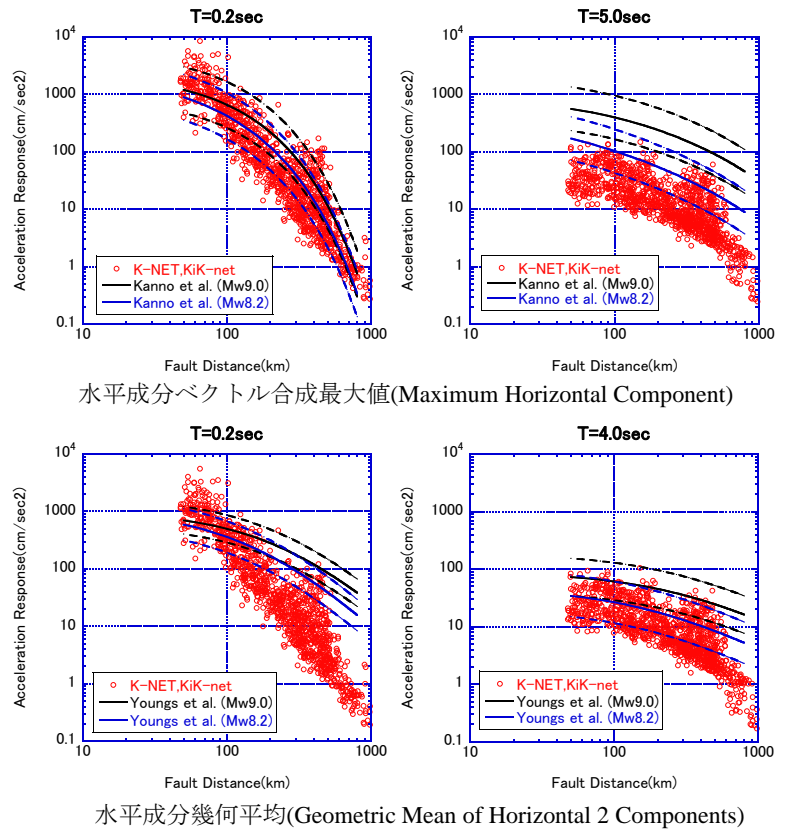 T=0.2sec
Acceleration Response(cm/sec2)
10⁴
1000
100
10
1
0.1
K-NET,KiK-net
Kanno et al. (Mw9.0)
Kanno et al. (Mw8.2)
10 100 1000
Fault Distance(km)
T=5.0sec
Acceleration Response(cm/sec2)
10⁴
1000
100
10
1
0.1
K-NET,KiK-net
Kanno et al. (Mw9.0)
Kanno et al. (Mw8.2)
10 100 1000
Fault Distance(km)
水平成分ベクトル合成最大値(Maximum Horizontal Component)
T=0.2sec
Acceleration Response(cm/sec2)
10⁴
1000
100
10
1
0.1
K-NET,KiK-net
Youngs et al. (Mw9.0)
Youngs et al. (Mw8.2)
10 100 1000
Fault Distance(km)
T=4.0sec
Acceleration Response(cm/sec2)
10⁴
1000
100
10
1
0.1
K-NET,KiK-net
Youngs et al. (Mw9.0)
Youngs et al. (Mw8.2)
10 100 1000
Fault Distance(km)
水平成分幾何平均(Geometric Mean of Horizontal 2 Components)